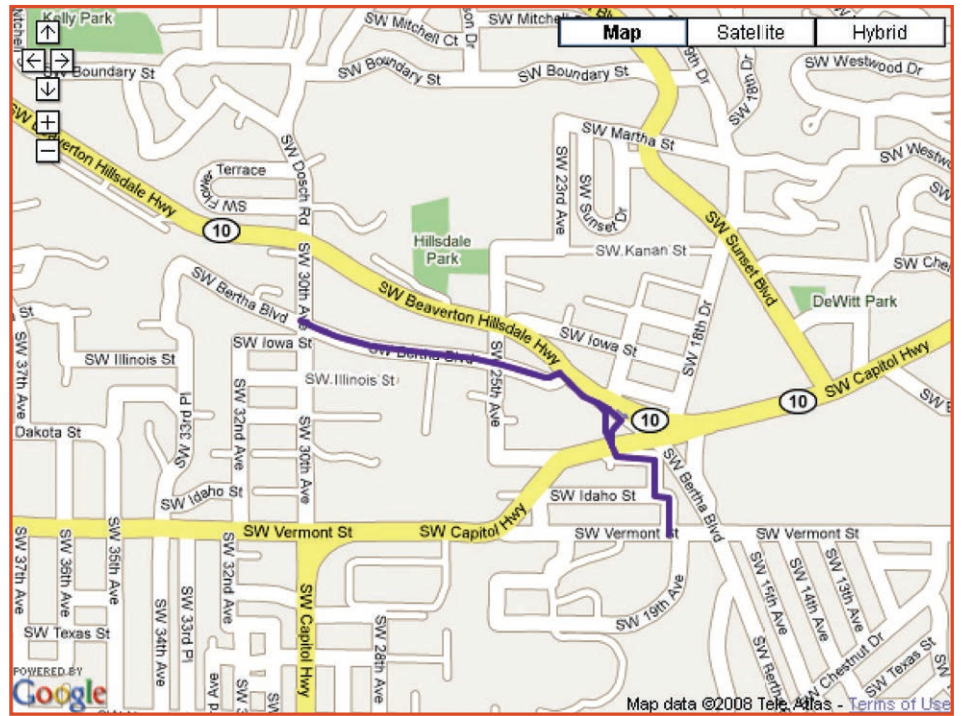 Kelly Park
SW Mitchell Ct
SW Mitchell St
Map
Satellite
Hybrid
SW Boundary St
SW Boundary St
SW Boundary St
SW 18th Dr
SW Westwood Dr
SW Beaverton Hillsdale Hwy
SW Dosch Rd
SW Martha St
Terrace
SW Flower
SW 23rd Ave
SW Sunset Dr
10
Hillsdale
Park
SW Kanan St
SW Sunset Blvd
SW Bertha Blvd
SW 30th Ave
SW Beaverton Hillsdale Hwy
DeWitt Park
SW 18th Dr
SW Iowa St
SW Iowa St
SW Illinois St
SW Bertha Blvd
SW Illinois St
SW 25th Ave
SW Capitol Hwy
SW 37th Ave
SW 33rd Pl
SW 32nd Ave
10
10
Dakota St
SW 30th Ave
SW Idaho St
SW Idaho St
SW Bertha Blvd
SW Vermont St
SW Capitol Hwy
SW Vermont St
SW Vermont St
SW 37th Ave
SW 36th Ave
SW 35th Ave
SW 32nd Ave
SW 33rd Pl
SW 34th Ave
SW Capitol Hwy
SW 28th Ave
SW 19th Ave
SW 15th Ave
SW 14th Ave
SW 13th Ave
SW Texas St
SW Chestnut Dr
SW Texas St
POWERED BY
Google
Map data ©2008 Tele Atlas - Terms of Use